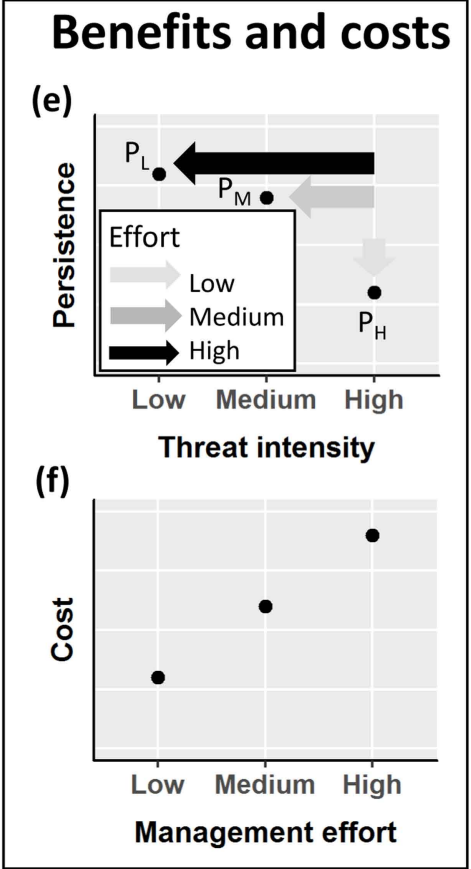 Benefits and costs
(e)
Persistence
P_L
P_M
P_H
Effort
Low
Medium
High
Low Medium High
Threat intensity
(f)
Cost
Low Medium High
Management effort